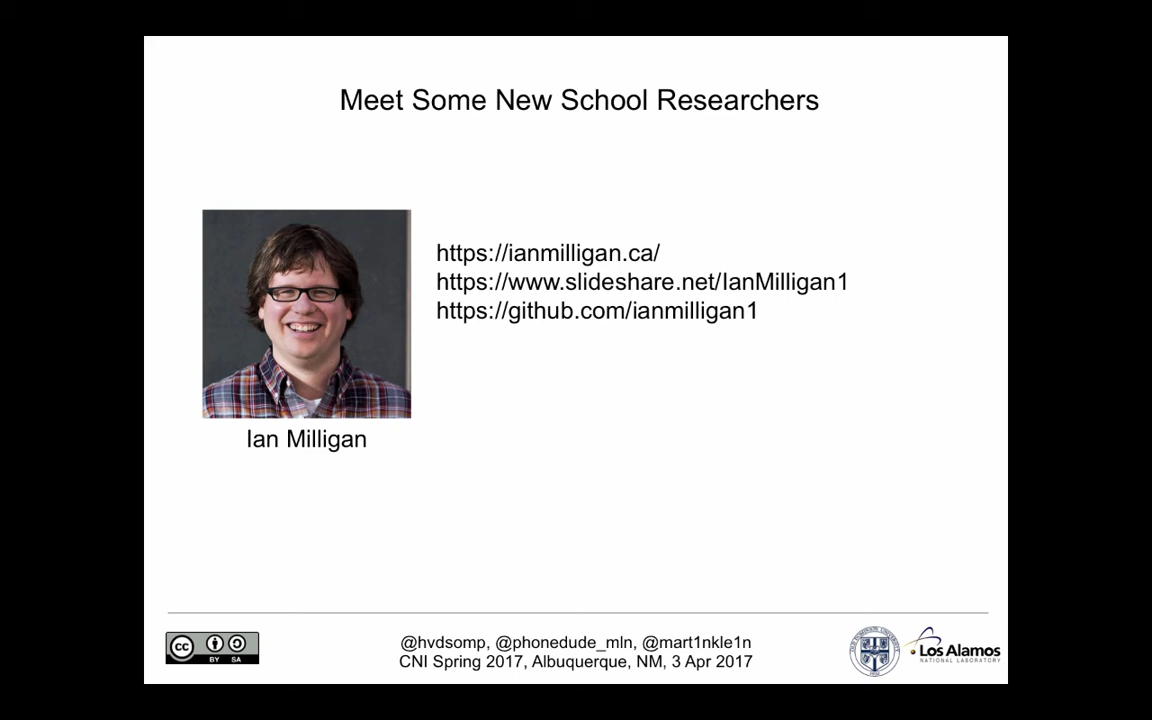 Meet Some New School Researchers
https://ianmilligan.ca/
https://www.slideshare.net/IanMilligan1
https://github.com/ianmilligan1
Ian Milligan
@hvdsomp, @phonedude_mln, @mart1nkle1n
CNI Spring 2017, Albuquerque, NM, 3 Apr 2017
cc
BY SA
Los Alamos
NATIONAL LABORATORY